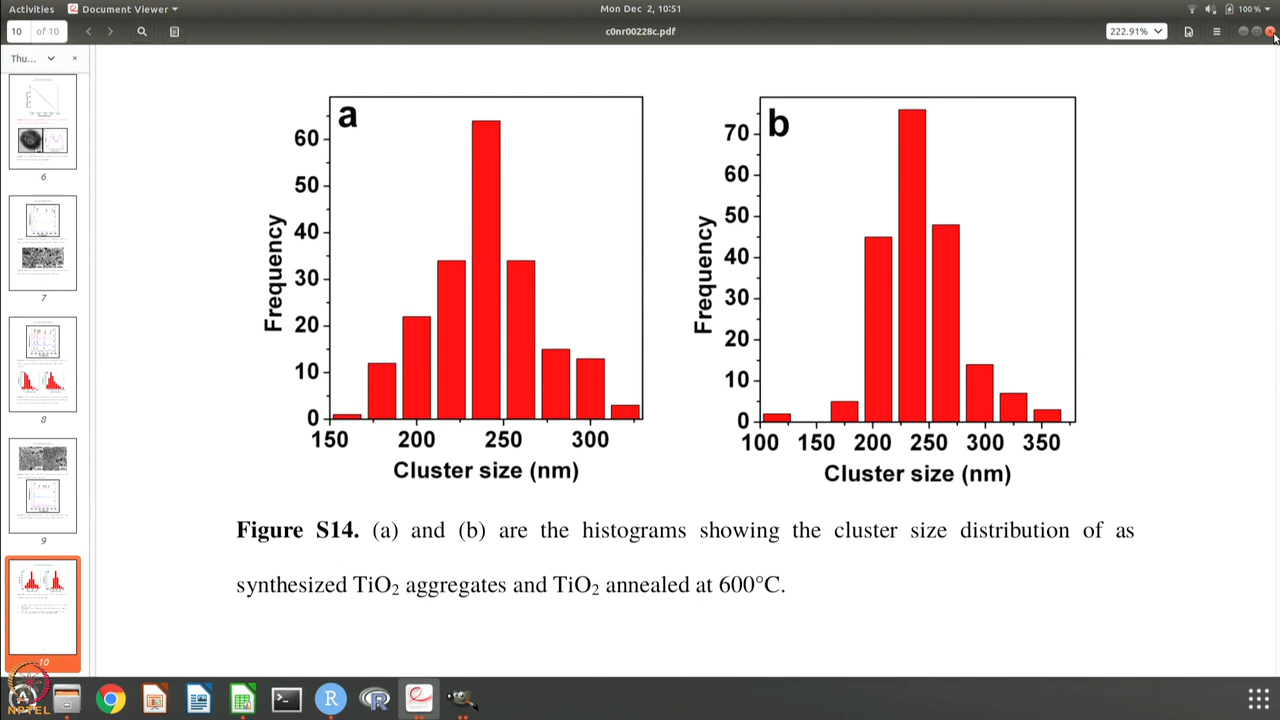 Activities Document Viewer Mon Dec 2, 10:51 100%
10 of 10 c0nr00228c.pdf 222.91%
Thu...
6
7
8
9
10
a
Frequency
60
50
40
30
20
10
0
150 200 250 300
Cluster size (nm)
b
Frequency
70
60
50
40
30
20
10
0
100 150 200 250 300 350
Cluster size (nm)
Figure S14. (a) and (b) are the histograms showing the cluster size distribution of as
synthesized TiO2 aggregates and TiO2 annealed at 600°C.
NPTEL